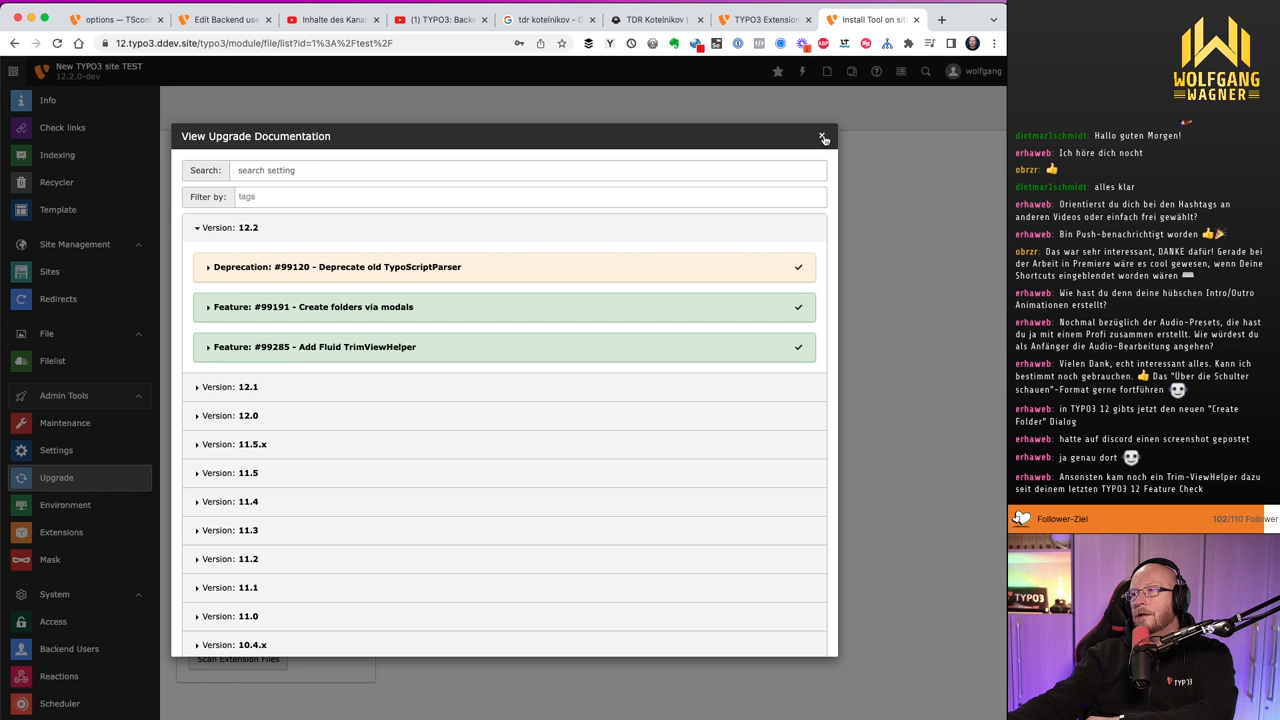 options — TSconf
Edit Backend use
Inhalte des Kanal
(1) TYPO3: Back
tdr kotelnikov - G
TDR Kotelnikov |
TYPO3 Extension
Install Tool on sit
12.typo3.ddev.site/typo3/module/file/list?id=1%3A%2Ftest%2F
New TYPO3 site TEST
12.2.0-dev
wolfgang
Info
Check links
Indexing
Recycler
Template
Site Management
Sites
Redirects
File
Filelist
Admin Tools
Maintenance
Settings
Upgrade
Environment
Extensions
Mask
System
Access
Backend Users
Reactions
Scheduler
View Upgrade Documentation
Search: search setting
Filter by: tags
Version: 12.2
Deprecation: #99120 - Deprecate old TypoScriptParser
Feature: #99191 - Create folders via modals
Feature: #99285 - Add Fluid TrimViewHelper
Version: 12.1
Version: 12.0
Version: 11.5.x
Version: 11.5
Version: 11.4
Version: 11.3
Version: 11.2
Version: 11.1
Version: 11.0
Version: 10.4.x
Scan Extension Files
WOLFGANG
WAGNER
dietmar1schmidt: Hallo guten Morgen!
erhaweb: Ich höre dich nocht
obrzr: 👍
dietmar1schmidt: alles klar
erhaweb: Orientierst du dich bei den Hashtags an
anderen Videos oder einfach frei gewählt?
erhaweb: Bin Push-benachrichtigt worden 👍🎉
obrzr: Das war sehr interessant, DANKE dafür! Gerade bei
der Arbeit in Premiere wäre es cool gewesen, wenn Deine
Shortcuts eingeblendet worden wären ⌨️
erhaweb: Wie hast du denn deine hübschen Intro/Outro
Animationen erstellt?
erhaweb: Nochmal bezüglich der Audio-Presets, die hast
du ja mit einem Profi zusammen erstellt. Wie würdest du
als Anfänger die Audio-Bearbeitung angehen?
erhaweb: Vielen Dank, echt interessant alles. Kann ich
bestimmt noch gebrauchen. 👍 Das "Über die Schulter
schauen"-Format gerne fortführen
erhaweb: in TYPO3 12 gibts jetzt den neuen "Create
Folder" Dialog
erhaweb: hatte auf discord einen screenshot gepostet
erhaweb: ja genau dort
erhaweb: Ansonsten kam noch ein Trim-ViewHelper dazu
seit deinem letzten TYPO3 12 Feature Check
Follower-Ziel 102/110 Follower
TYPO3
TYPO3